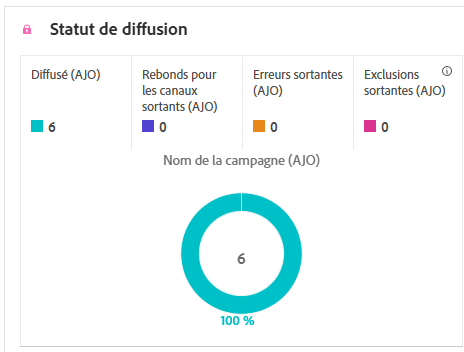 Statut de diffusion
Diffusé (AJO)
6
Rebonds pour
les canaux
sortants (AJO)
0
Erreurs sortantes
(AJO)
0
Exclusions
sortantes (AJO)
0
Nom de la campagne (AJO)
6
100 %